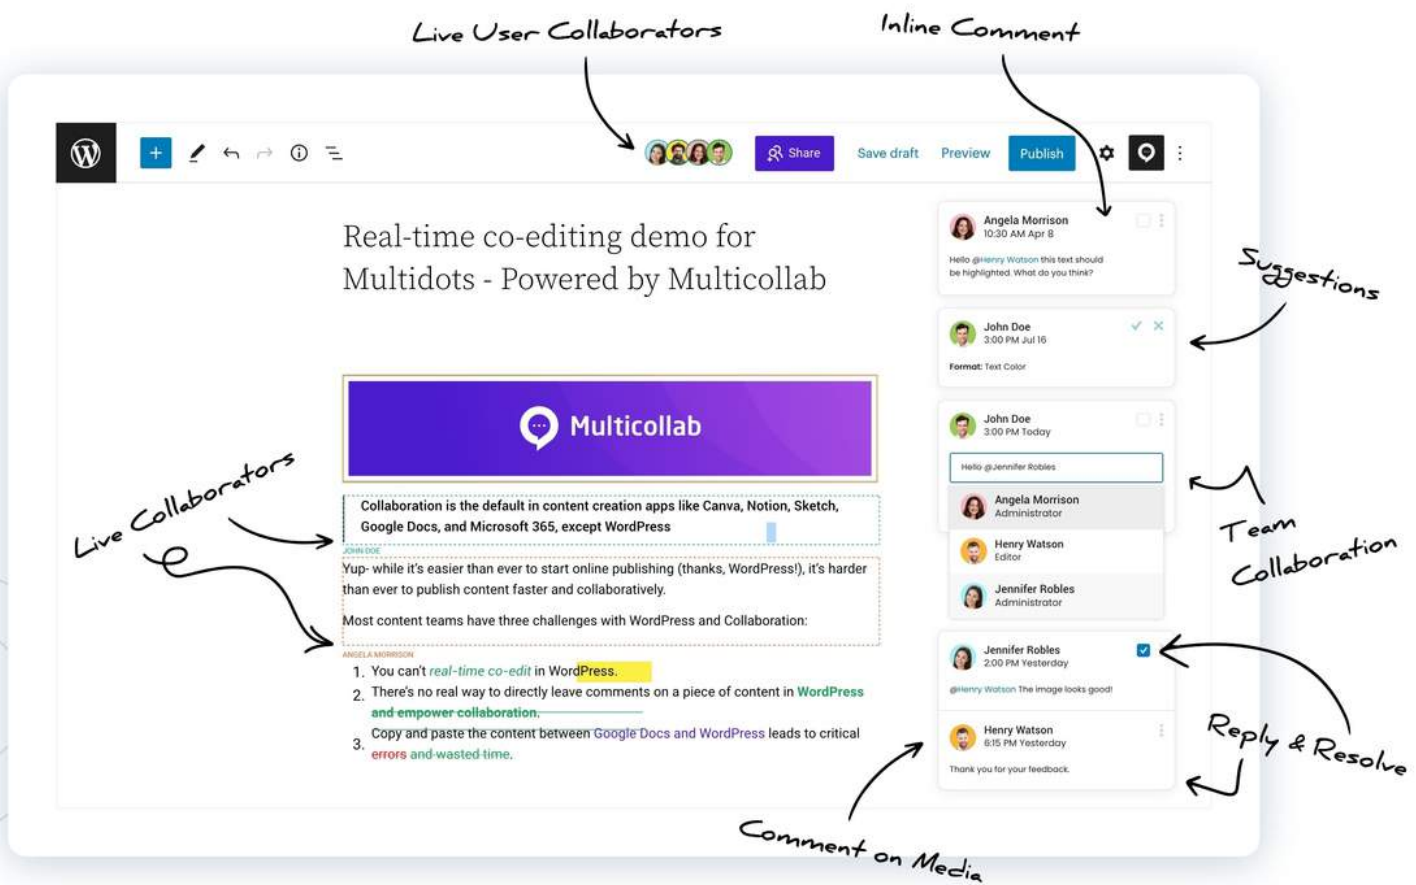 Live User Collaborators
Inline Comment
Share
Save draft
Preview
Publish
Real-time co-editing demo for
Multidots - Powered by Multicollab
Multicollab
Collaboration is the default in content creation apps like Canva, Notion, Sketch,
Google Docs, and Microsoft 365, except WordPress
JOHN DOE
Yup- while it's easier than ever to start online publishing (thanks, WordPress!), it's harder
than ever to publish content faster and collaboratively.
Most content teams have three challenges with WordPress and Collaboration:
ANGELA MORRISON
1. You can't real-time co-edit in WordPress.
2. There's no real way to directly leave comments on a piece of content in WordPress
and empower collaboration.
3. Copy and paste the content between Google Docs and WordPress leads to critical
errors and wasted time.
Live Collaborators
Angela Morrison
10:30 AM Apr 8
Hello @Henry Watson this text should
be highlighted. What do you think?
John Doe
3:00 PM Jul 16
Format: Text Color
John Doe
3:00 PM Today
Hello @Jennifer Robles
Angela Morrison
Administrator
Henry Watson
Editor
Jennifer Robles
Administrator
Jennifer Robles
2:00 PM Yesterday
@Henry Watson The image looks good!
Henry Watson
6:15 PM Yesterday
Thank you for your feedback.
Suggestions
Team
Collaboration
Reply & Resolve
Comment on Media